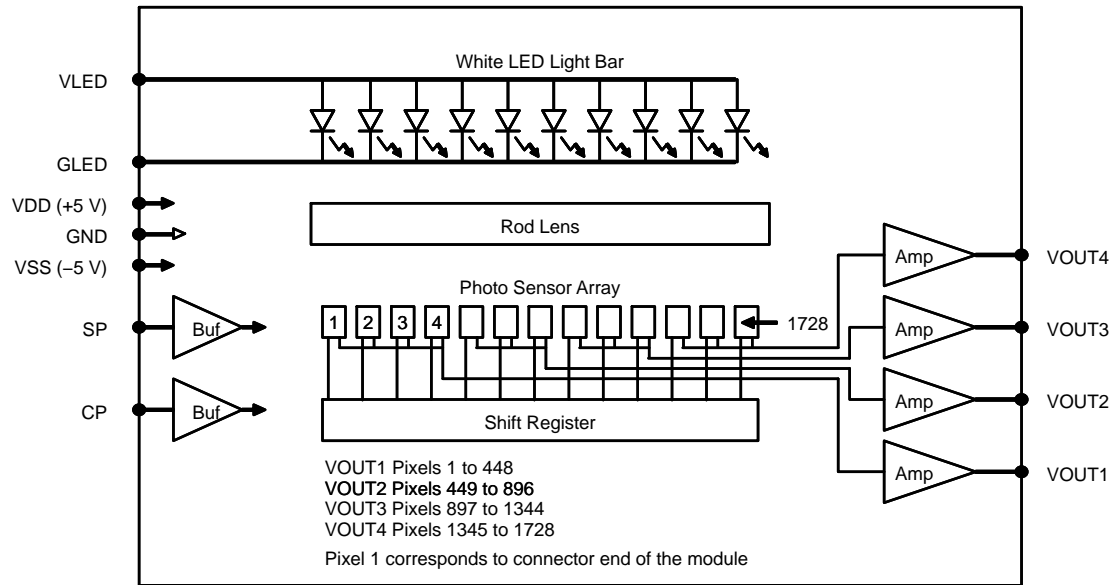 White LED Light Bar
VLED
GLED
VDD (+5 V)
GND
VSS (–5 V)
Rod Lens
Amp
VOUT4
Photo Sensor Array
SP
Buf
1 2 3 4
1728
Amp
VOUT3
CP
Buf
Shift Register
Amp
VOUT2
Amp
VOUT1
VOUT1 Pixels 1 to 448
VOUT2 Pixels 449 to 896
VOUT3 Pixels 897 to 1344
VOUT4 Pixels 1345 to 1728
Pixel 1 corresponds to connector end of the module